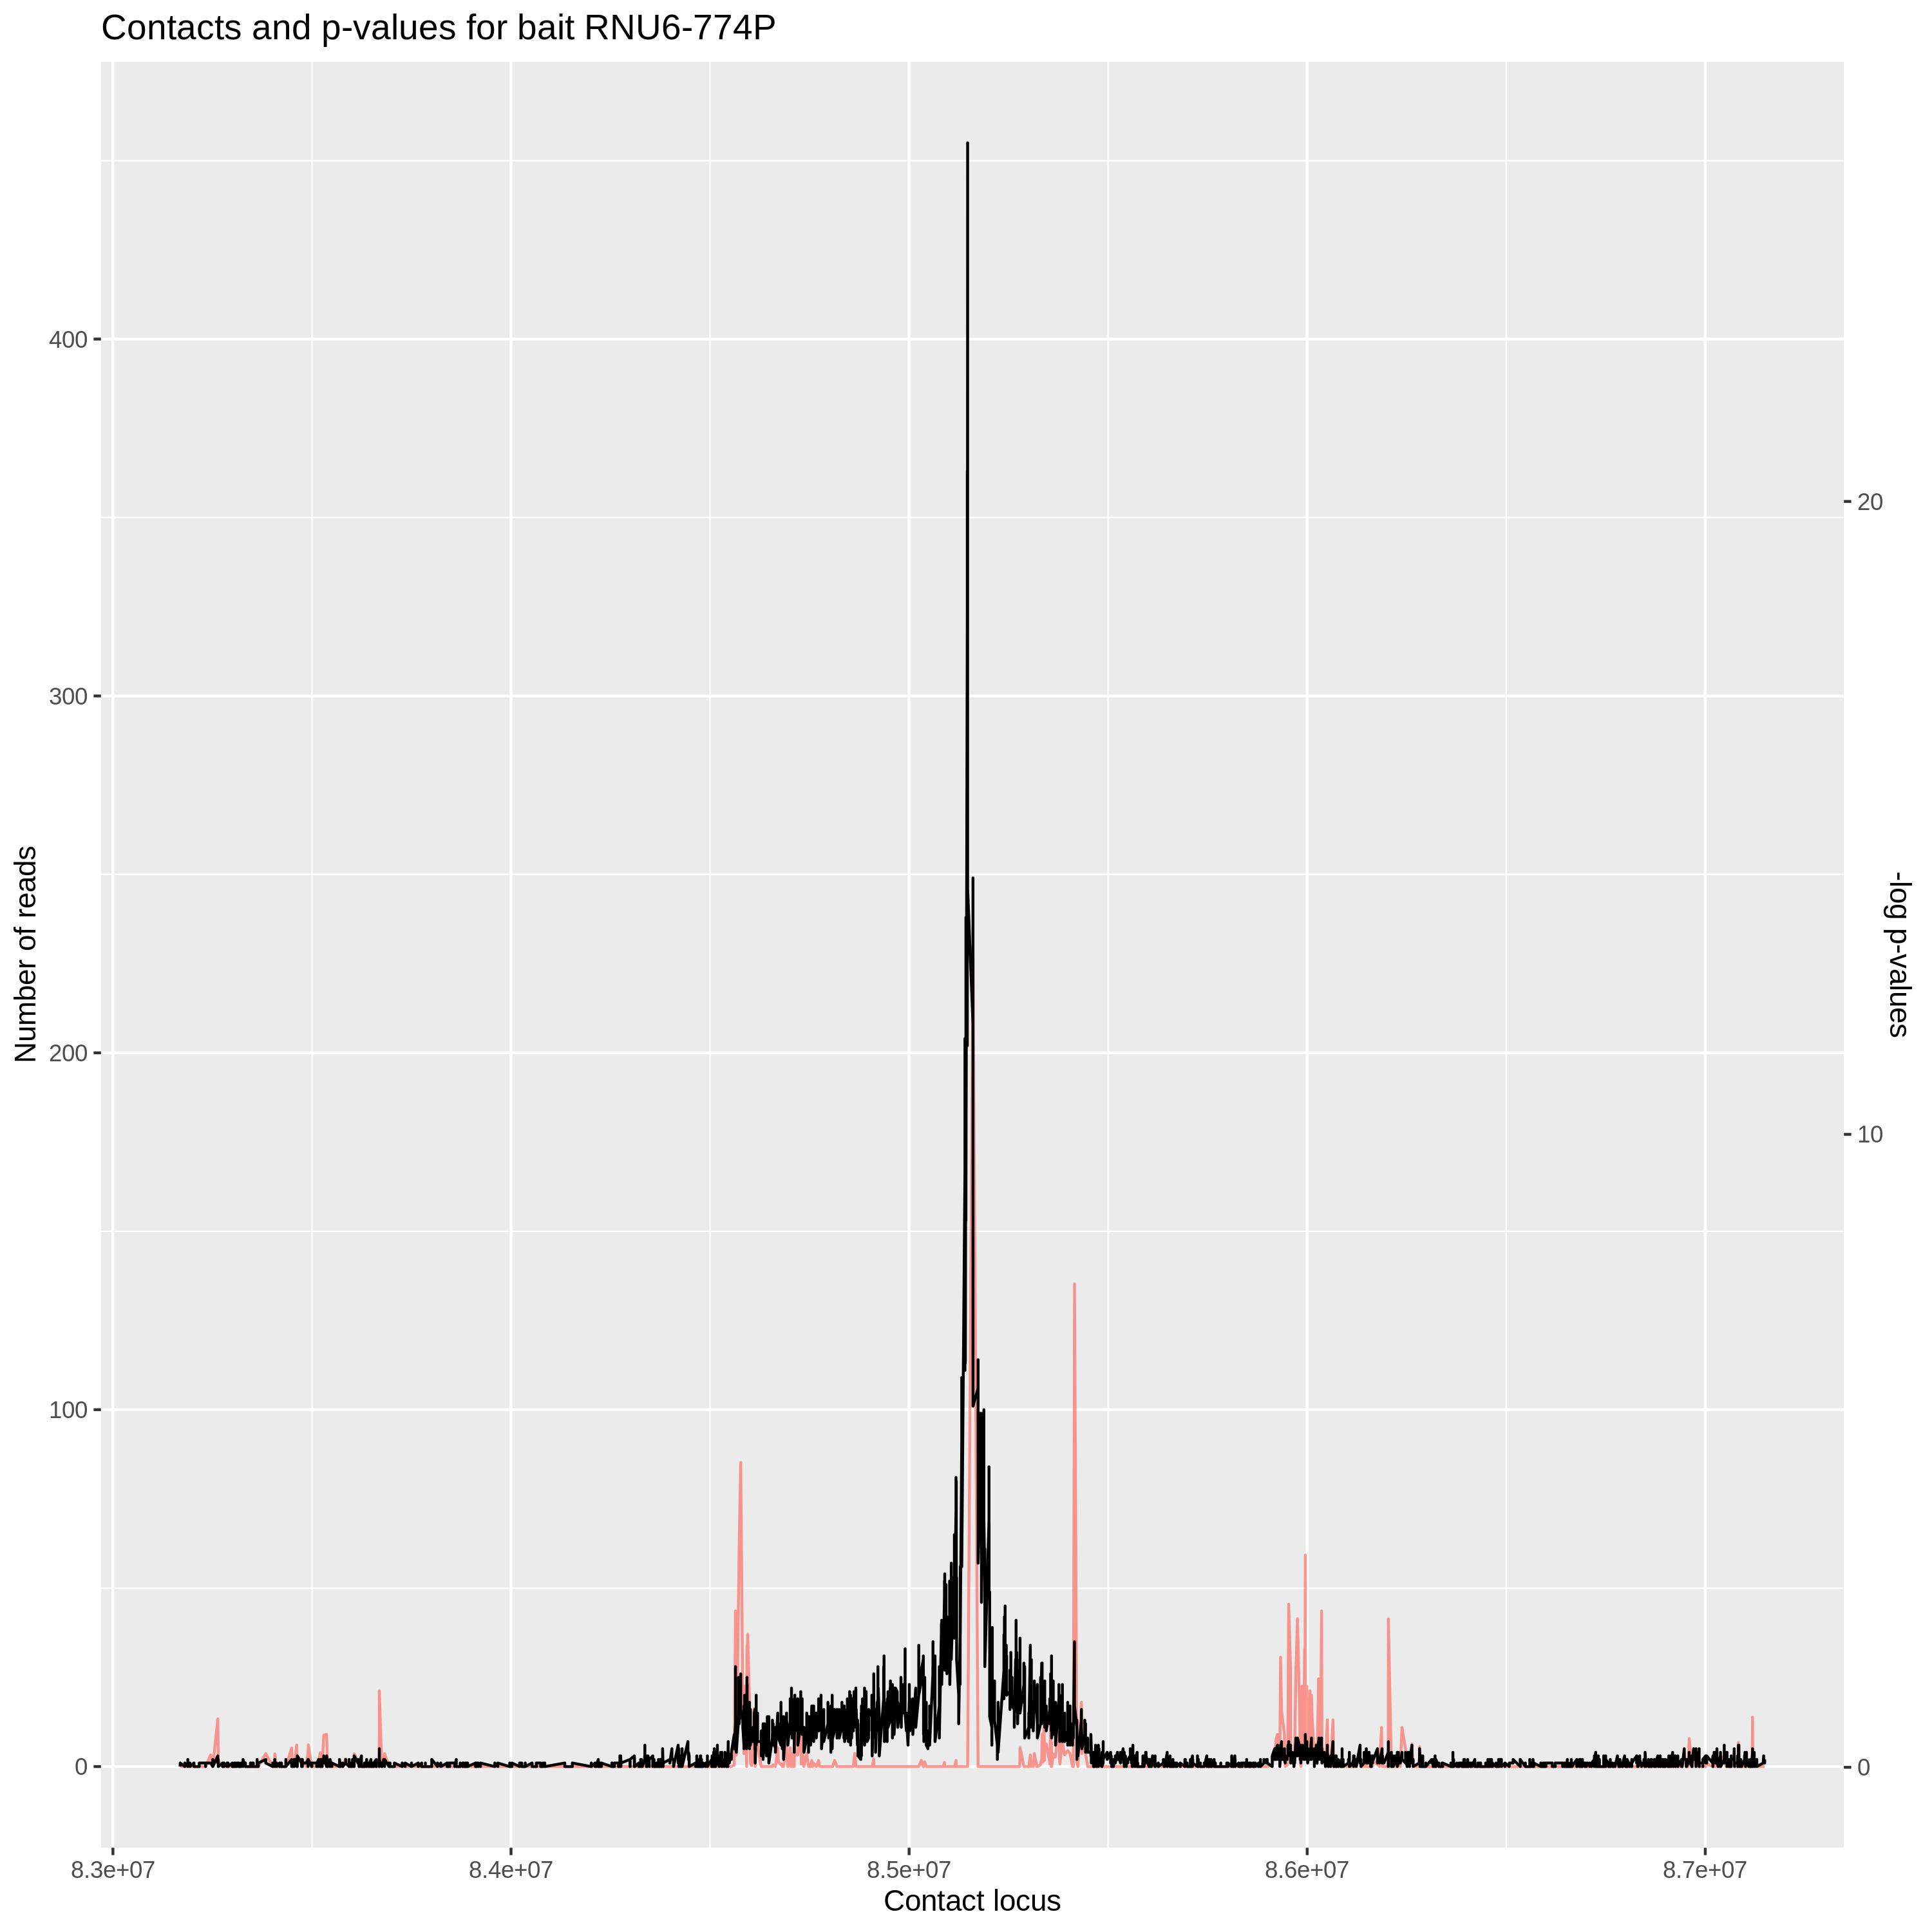 Contacts and p-values for bait RNU6-774P
400
300
200
100
0
Number of reads
20
10
0
-log p-values
8.3e+07
8.4e+07
8.5e+07
8.6e+07
8.7e+07
Contact locus